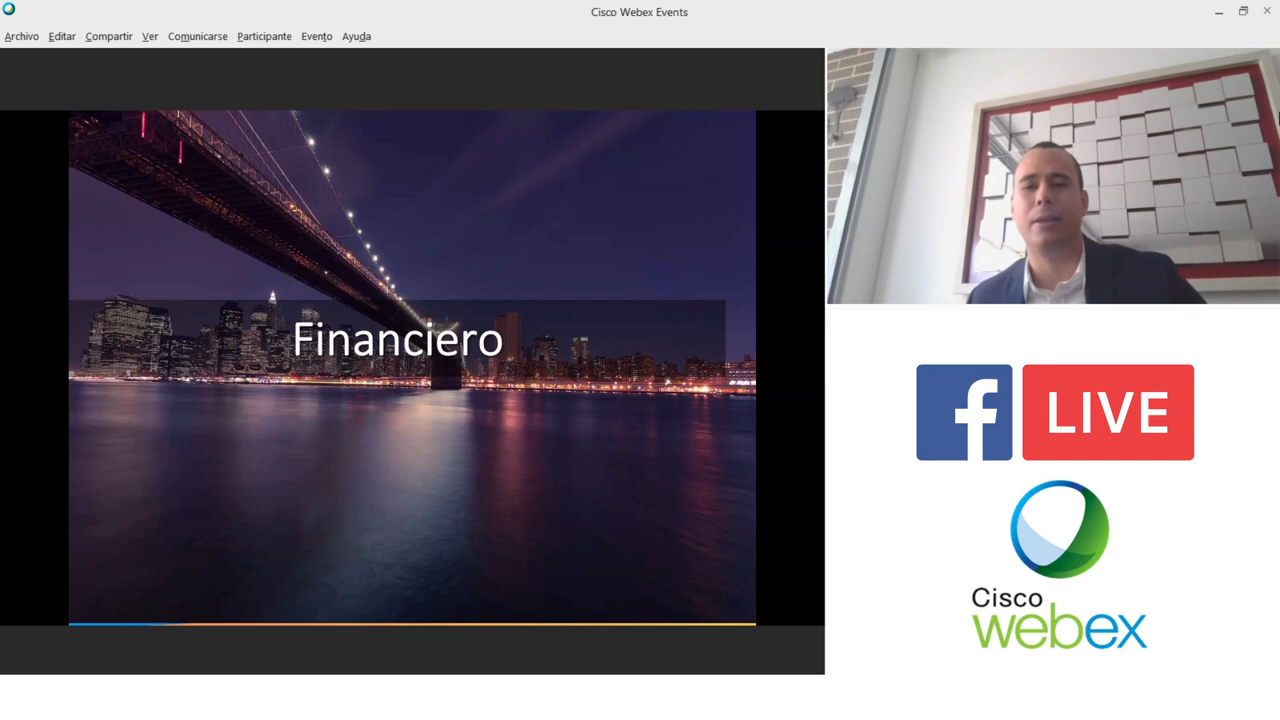 Cisco Webex Events
Archivo Editar Compartir Ver Comunicarse Participante Evento Ayuda
Financiero
f LIVE
Cisco
webex